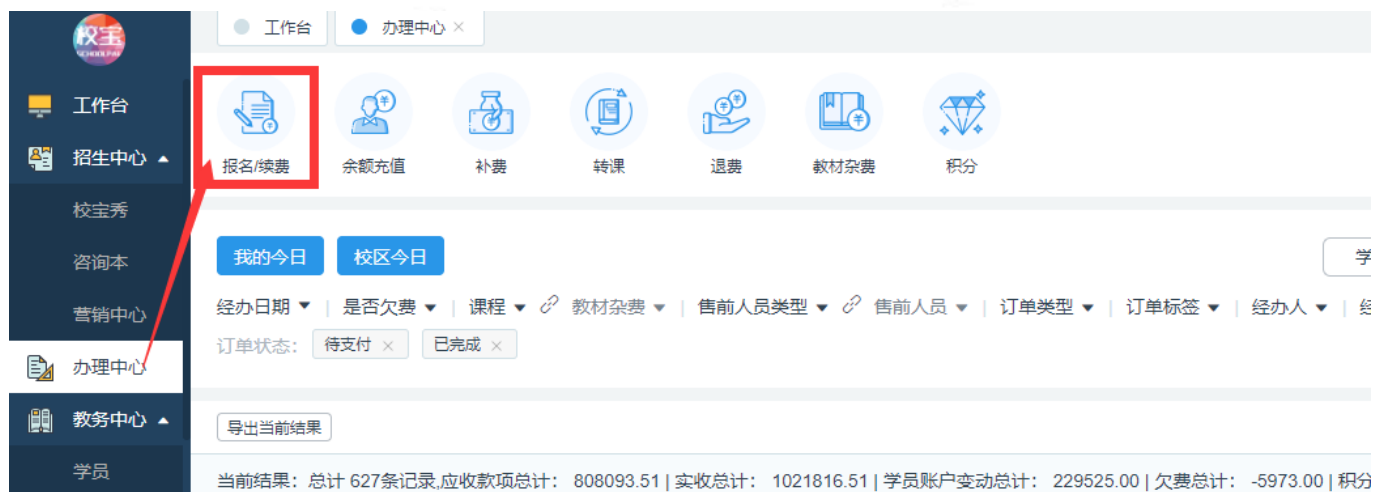 校宝
SCHOOLPAL
工作台
办理中心 ×
工作台
招生中心
校宝秀
咨询本
营销中心
办理中心
教务中心
学员
报名/续费
余额充值
补费
转课
退费
教材杂费
积分
我的今日
校区今日
学
经办日期 | 是否欠费 | 课程 教材杂费 | 售前人员类型 售前人员 | 订单类型 | 订单标签 | 经办人 | 经
订单状态: 待支付 × 已完成 ×
导出当前结果
当前结果:总计 627条记录,应收款项总计: 808093.51 | 实收总计: 1021816.51 | 学员账户变动总计: 229525.00 | 欠费总计: -5973.00 | 积分